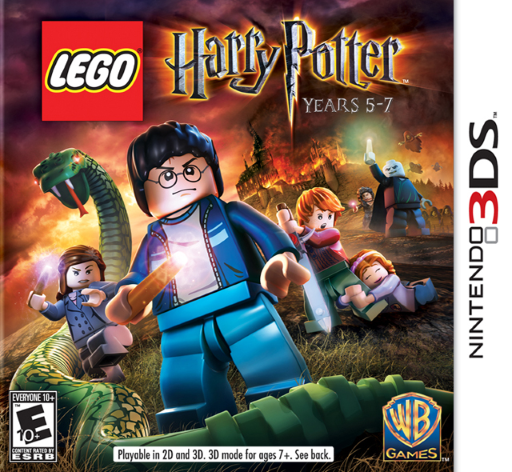 LEGO
Harry Potter
YEARS 5-7
NINTENDO 3DS
EVERYONE 10+
E
10+
CONTENT RATED BY
ESRB
Playable in 2D and 3D. 3D mode for ages 7+. See back.
WB
GAMES